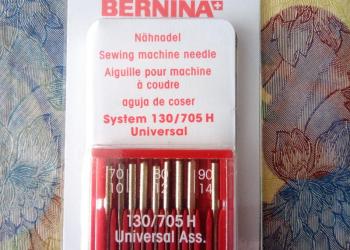 BERNINA+
Nähnadel
Sewing machine needle
Aiguille pour machine
à coudre
aguja de coser
System 130/705 H
Universal
70 80 90
10 12 14
130/705 H
Universal Ass.